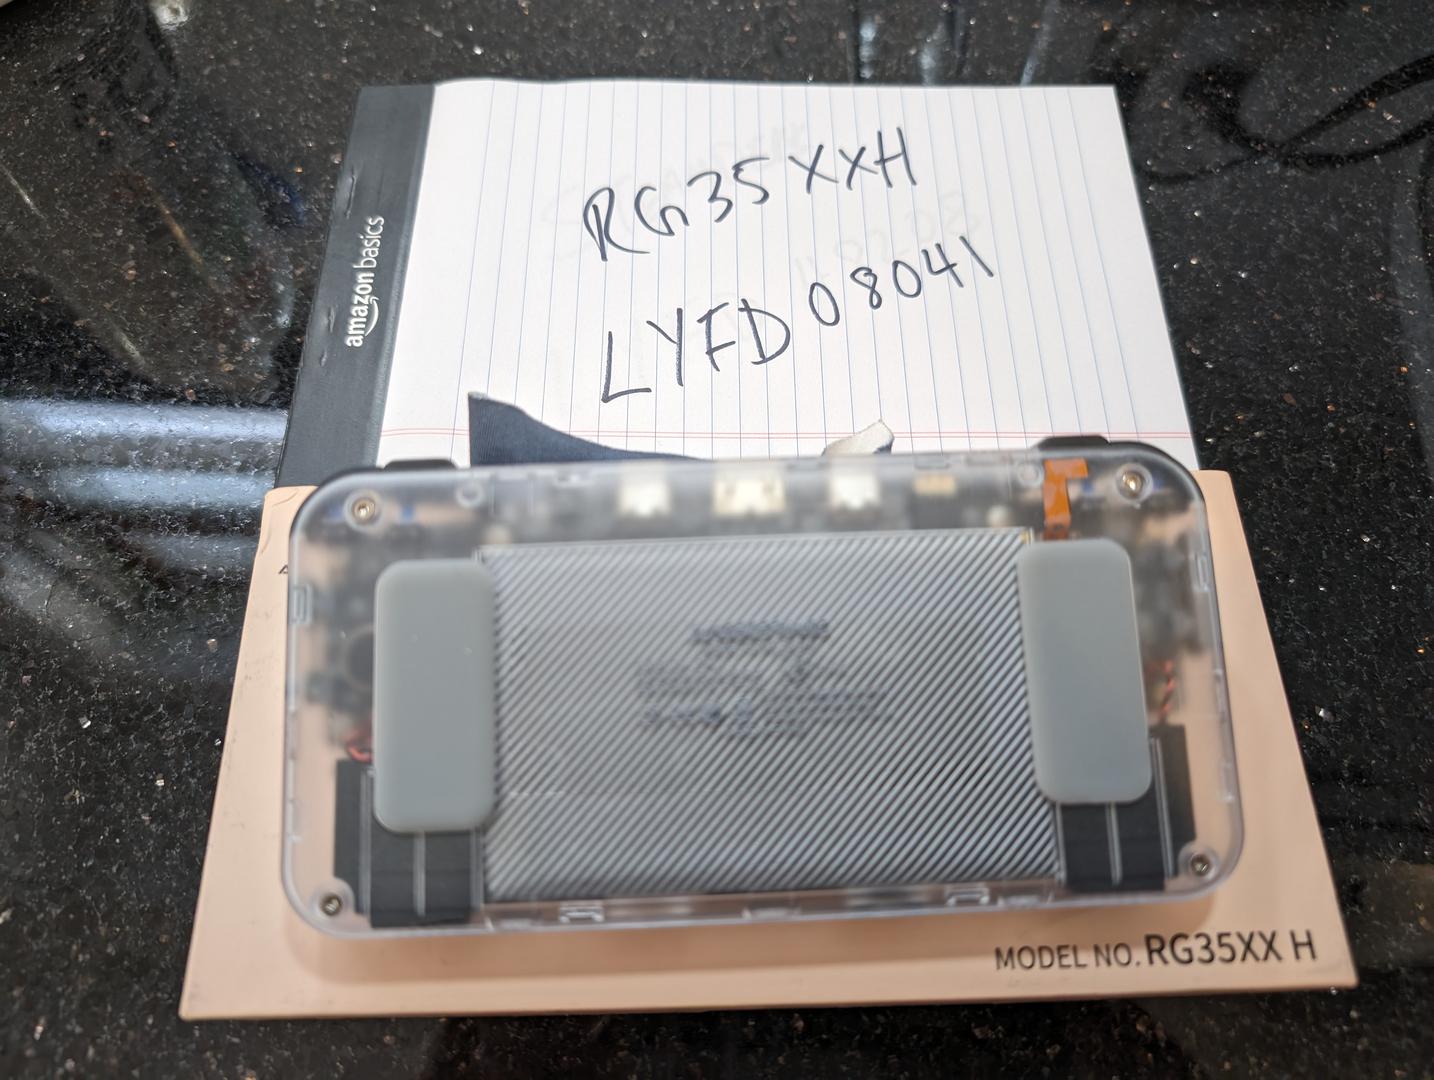 RG35XXH
LYFD08041
amazon basics
MODEL NO. RG35XX H